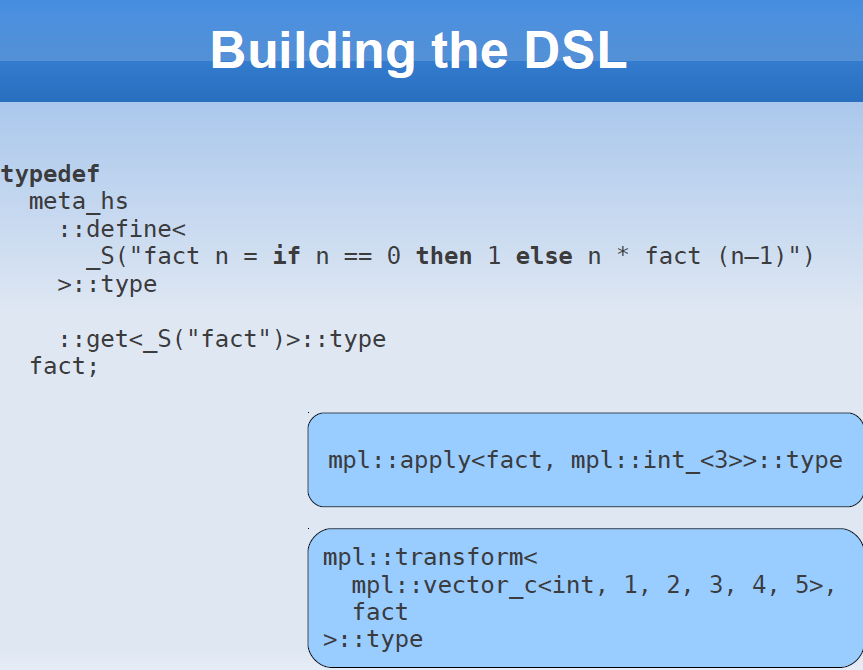 Building the DSL
typedef
  meta_hs
    ::define<
      _S("fact n = if n == 0 then 1 else n * fact (n–1)")
    >::type
    ::get<_S("fact")>::type
  fact;
mpl::apply<fact, mpl::int_<3>>::type
mpl::transform<
  mpl::vector_c<int, 1, 2, 3, 4, 5>,
  fact
>::type